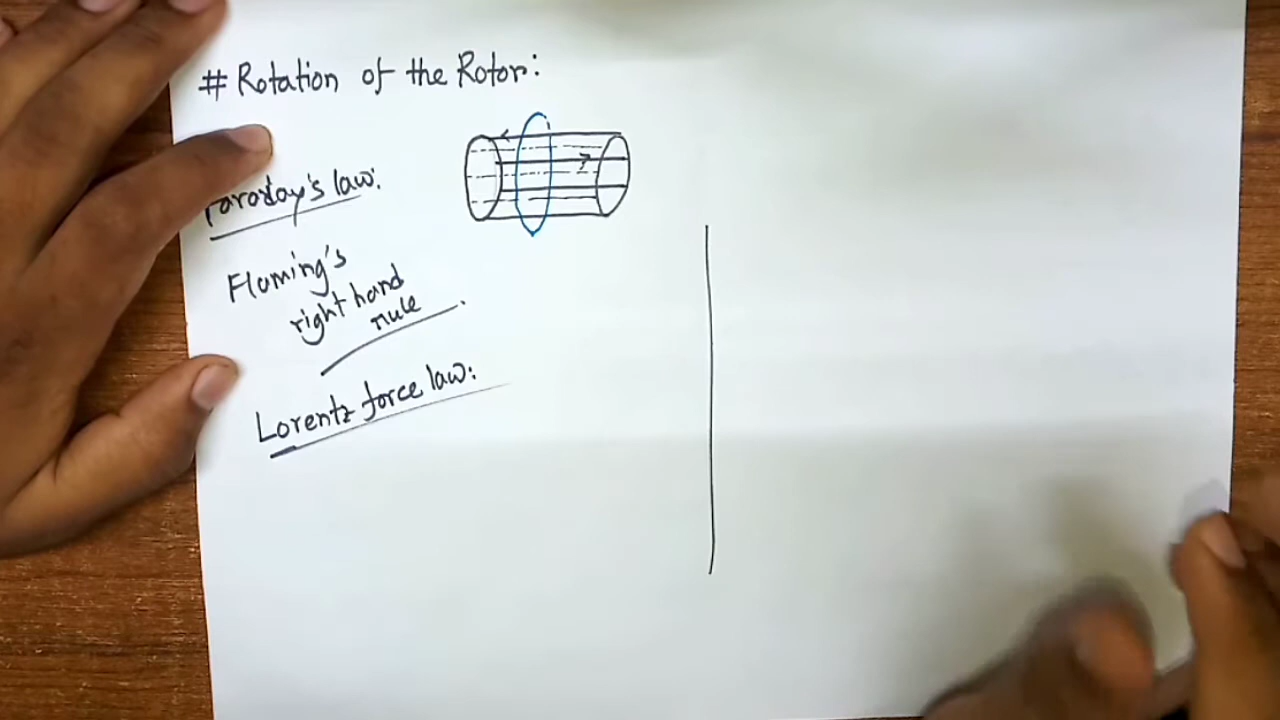 # Rotation of the Rotor:
Faraday's law:
Fleming's
right hand
rule
Lorentz force law: